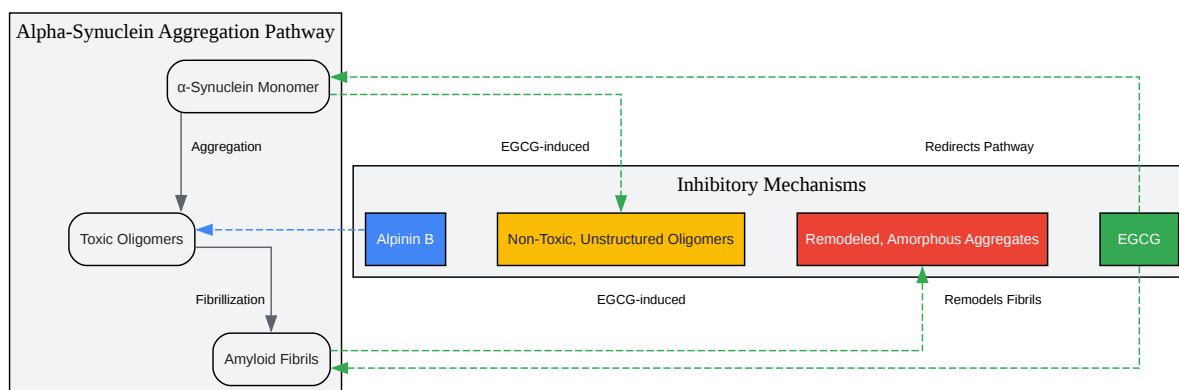 Alpha-Synuclein Aggregation Pathway
α-Synuclein Monomer
Aggregation
EGCG-induced
Redirects Pathway
Inhibitory Mechanisms
Toxic Oligomers
Alpinin B
Non-Toxic, Unstructured Oligomers
Remodeled, Amorphous Aggregates
EGCG
Fibrillization
EGCG-induced
Remodels Fibrils
Amyloid Fibrils